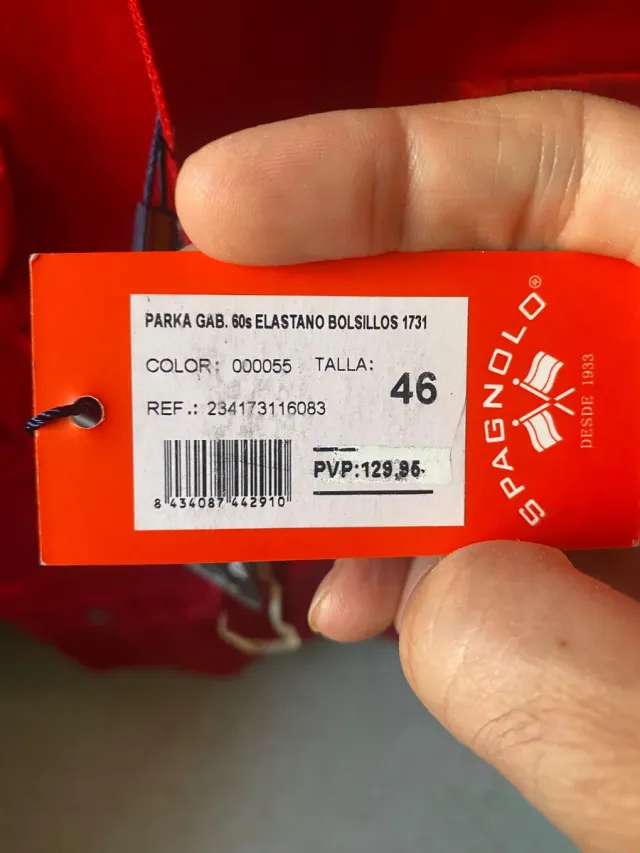 PARKA GAB. 60s ELASTANO BOLSILLOS 1731
COLOR: 000055 TALLA:
46
REF.: 234173116083
PVP:129,95.
8 434087 442910
SPAGNOLO®
DESDE 1933